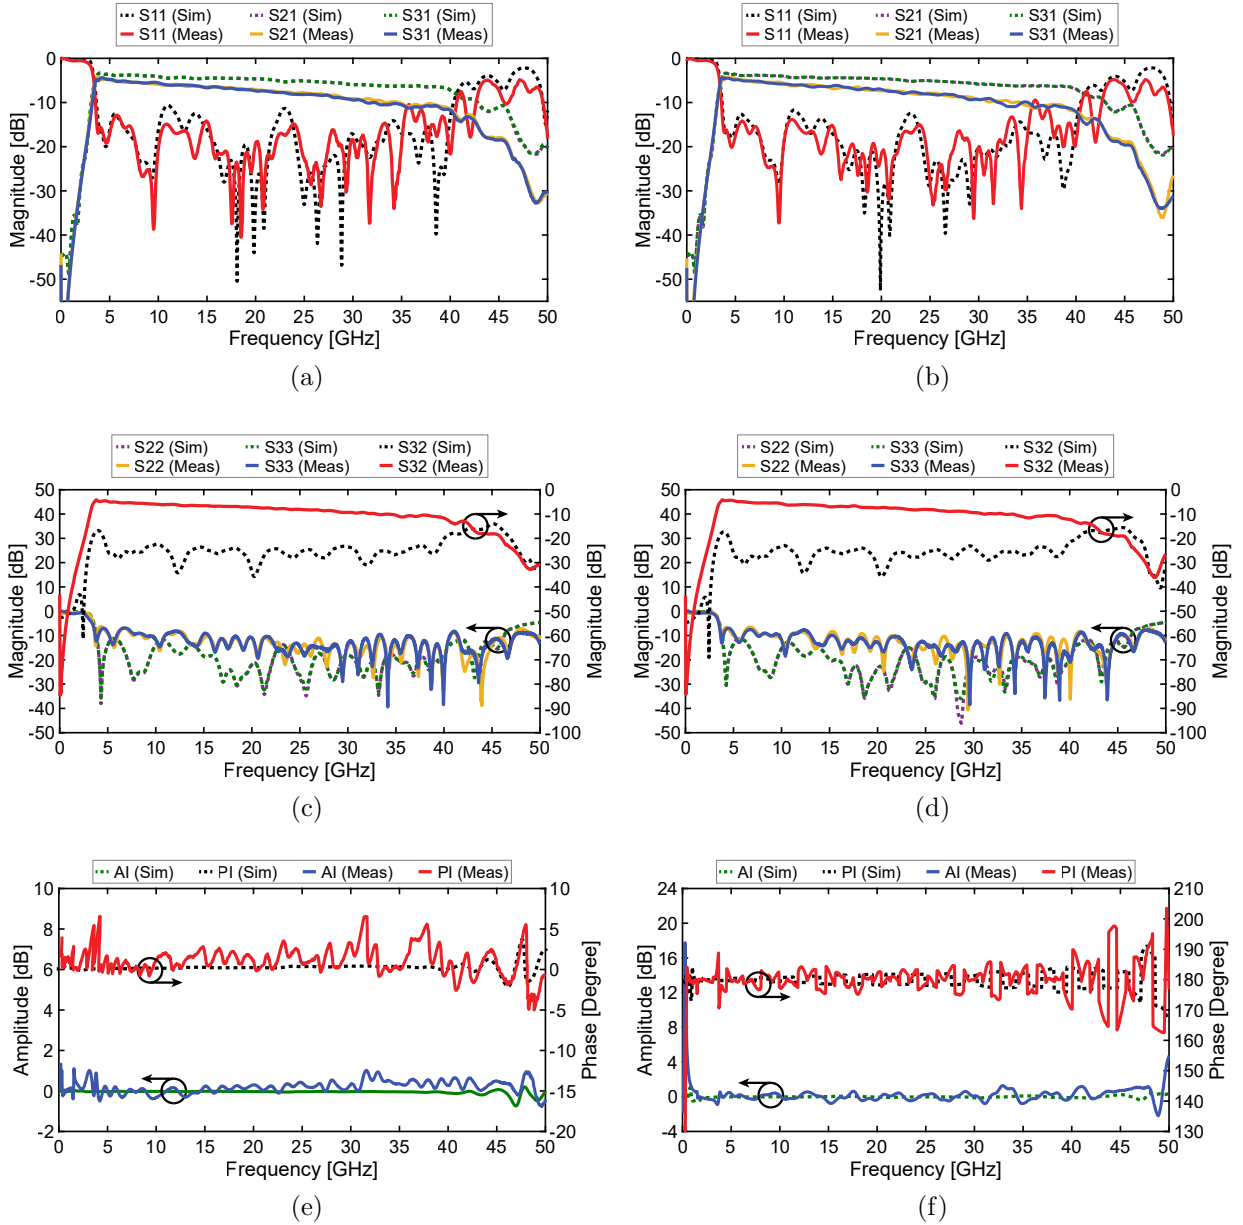 S11 (Sim) S21 (Sim) S31 (Sim)
S11 (Meas) S21 (Meas) S31 (Meas)
0
-10
-20
-30
-40
-50
Magnitude [dB]
0 5 10 15 20 25 30 35 40 45 50
Frequency [GHz]
(a)
S11 (Sim) S21 (Sim) S31 (Sim)
S11 (Meas) S21 (Meas) S31 (Meas)
0
-10
-20
-30
-40
-50
Magnitude [dB]
0 5 10 15 20 25 30 35 40 45 50
Frequency [GHz]
(b)
S22 (Sim) S33 (Sim) S32 (Sim)
S22 (Meas) S33 (Meas) S32 (Meas)
50 0
40 -10
30 -20
20 -30
10 -40
0 -50
-10 -60
-20 -70
-30 -80
-40 -90
-50 -100
Magnitude [dB]
Magnitude [dB]
0 5 10 15 20 25 30 35 40 45 50
Frequency [GHz]
(c)
S22 (Sim) S33 (Sim) S32 (Sim)
S22 (Meas) S33 (Meas) S32 (Meas)
50 0
40 -10
30 -20
20 -30
10 -40
0 -50
-10 -60
-20 -70
-30 -80
-40 -90
-50 -100
Magnitude [dB]
Magnitude [dB]
0 5 10 15 20 25 30 35 40 45 50
Frequency [GHz]
(d)
AI (Sim) PI (Sim) AI (Meas) PI (Meas)
10 10
8 5
6 0
4 -5
2 -10
0 -15
-2 -20
Amplitude [dB]
Phase [Degree]
0 5 10 15 20 25 30 35 40 45 50
Frequency [GHz]
(e)
AI (Sim) PI (Sim) AI (Meas) PI (Meas)
24 210
20 200
16 190
12 180
8 170
4 160
0 150
-4 140
130
Amplitude [dB]
Phase [Degree]
0 5 10 15 20 25 30 35 40 45 50
Frequency [GHz]
(f)